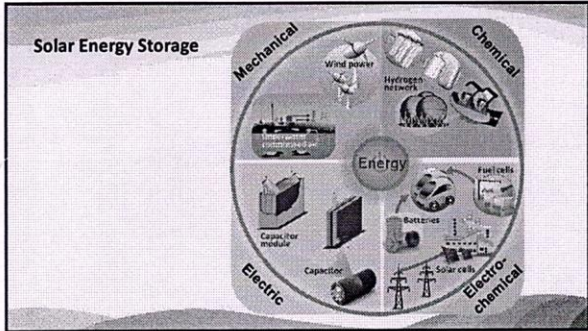 Solar Energy Storage
Mechanical
Chemical
Wind power
Hydrogen
network
Energy
Fuel cells
Batteries
Capacitor
module
Capacitor
Solar cells
Electric
Electro-
chemical